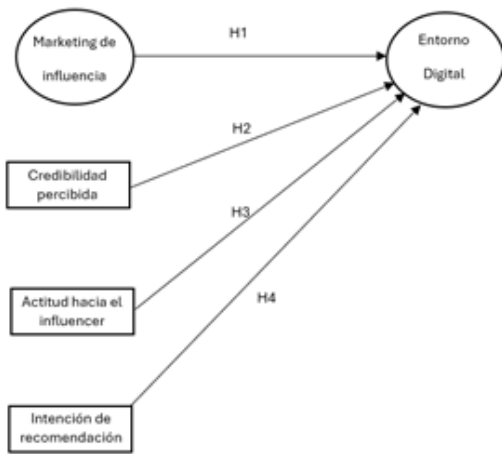 Marketing de
influencia
H1
Entorno
Digital
H2
Credibilidad
percibida
H3
Actitud hacia el
influencer
H4
Intención de
recomendación